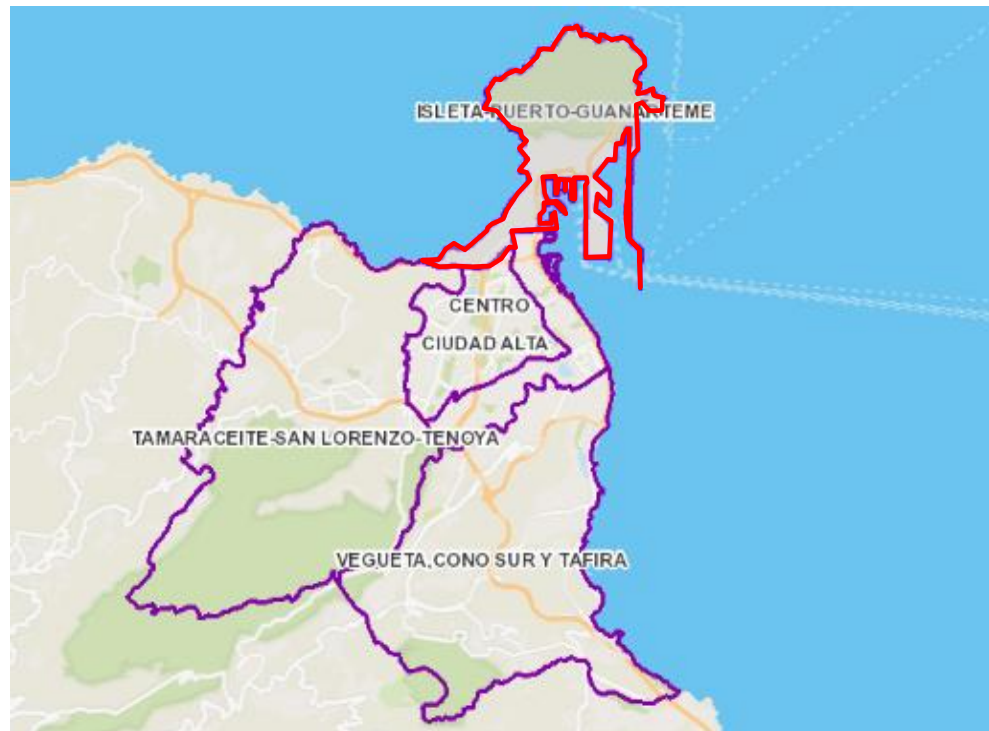 ISLETA-PUERTO-GUANARTEME
CENTRO
CIUDAD ALTA
TAMARACEITE-SAN LORENZO-TENOYA
VEGUETA,CONO SUR Y TAFIRA